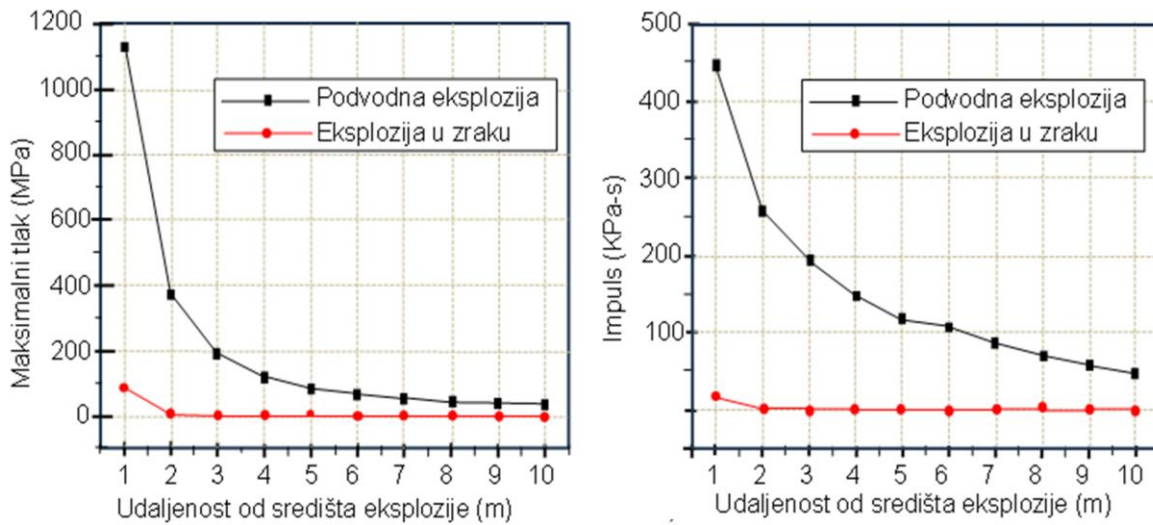 1200
1000
800
600
400
200
0
Maksimalni tlak (MPa)
Podvodna eksplozija
Eksplozija u zraku
1 2 3 4 5 6 7 8 9 10
Udaljenost od središta eksplozije (m)
500
400
300
200
100
Impuls (KPa-s)
Podvodna eksplozija
Eksplozija u zraku
1 2 3 4 5 6 7 8 9 10
Udaljenost od središta eksplozije (m)